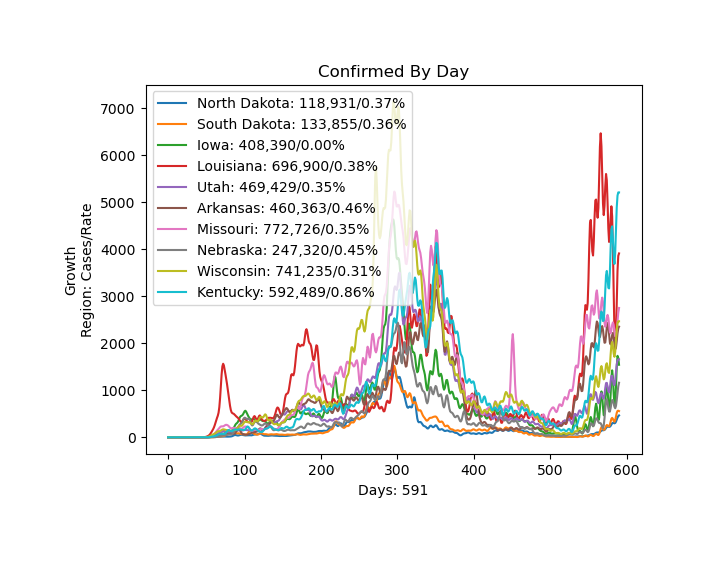 Confirmed By Day
7000
6000
5000
4000
3000
2000
1000
0
Growth
Region: Cases/Rate
North Dakota: 118,931/0.37%
South Dakota: 133,855/0.36%
Iowa: 408,390/0.00%
Louisiana: 696,900/0.38%
Utah: 469,429/0.35%
Arkansas: 460,363/0.46%
Missouri: 772,726/0.35%
Nebraska: 247,320/0.45%
Wisconsin: 741,235/0.31%
Kentucky: 592,489/0.86%
0 100 200 300 400 500 600
Days: 591